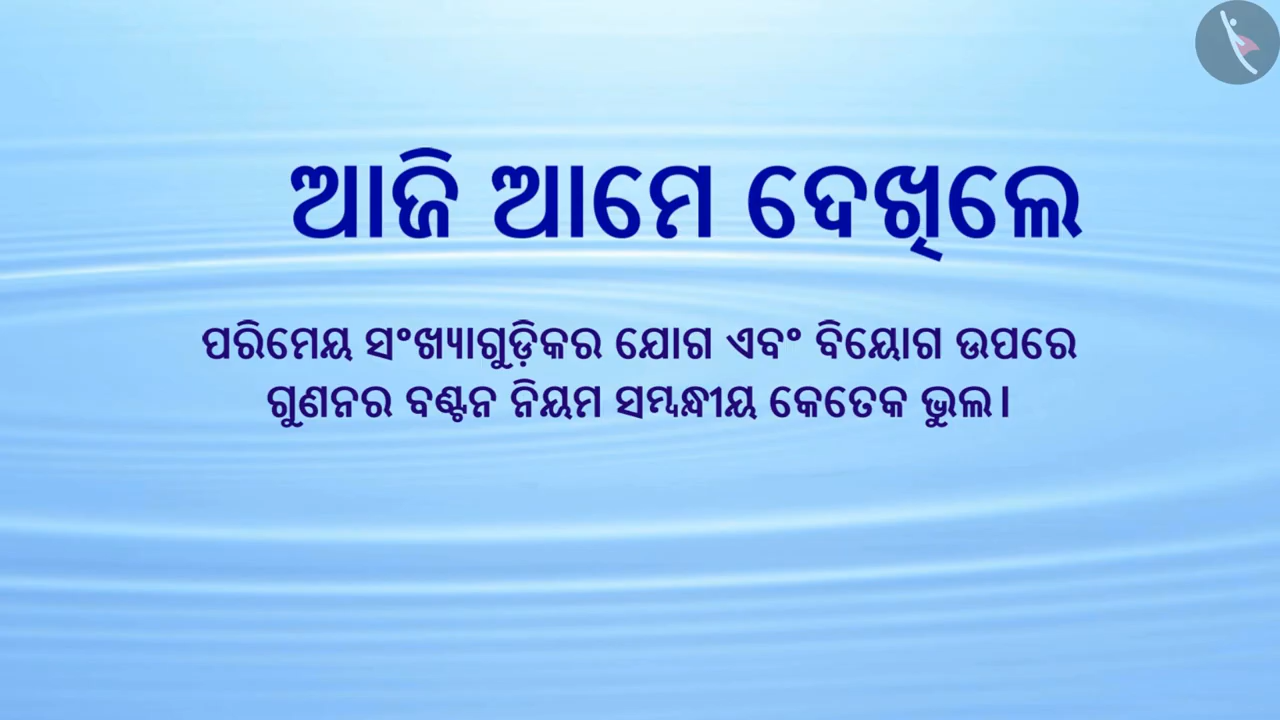 ଆଜି ଆମେ ଦେଖିଲେ
ପରିମେୟ ସଂଖ୍ୟାଗୁଡ଼ିକର ଯୋଗ ଏବଂ ବିୟୋଗ ଉପରେ
ଗୁଣନର ବଣ୍ଟନ ନିୟମ ସମ୍ବନ୍ଧୀୟ କେତେକ ଭୁଲ।